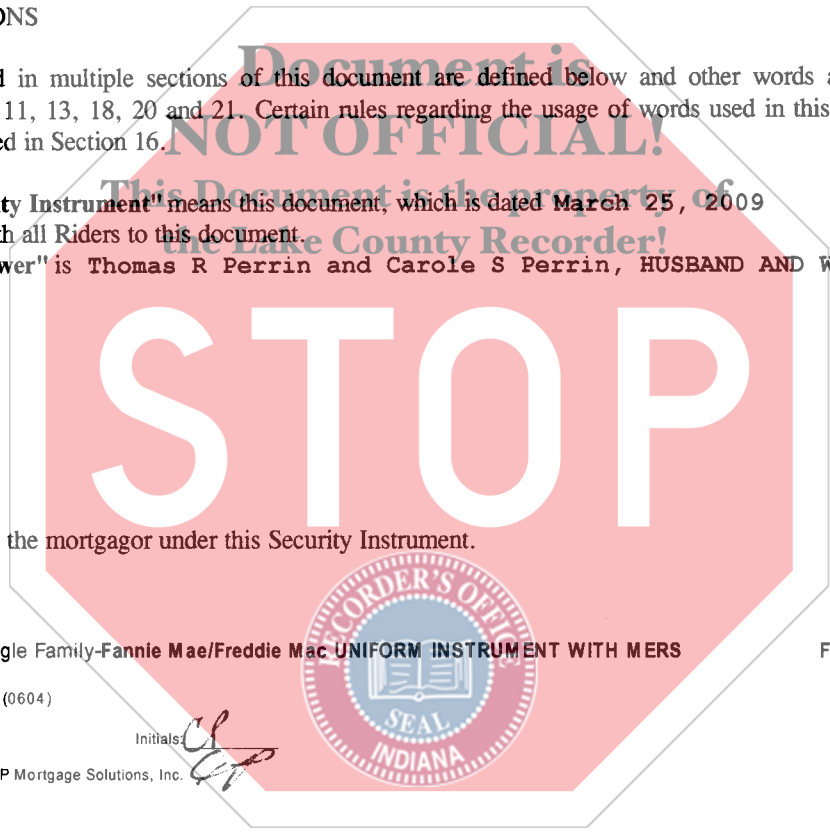 ONS
Document is
d in multiple sections of this document are defined below and other words a
11, 13, 18, 20 and 21. Certain rules regarding the usage of words used in this
ed in Section 16.
NOT OFFICIAL!
This Document is the property of
ty Instrument" means this document, which is dated March 25, 2009
h all Riders to this document.
the Lake County Recorder!
wer" is Thomas R Perrin and Carole S Perrin, HUSBAND AND W
STOP
the mortgagor under this Security Instrument.
RECORDER'S OFFICE
gle Family-Fannie Mae/Freddie Mac UNIFORM INSTRUMENT WITH MERS F
(0604)
SEAL
INDIANA
Initials:
P Mortgage Solutions, Inc.